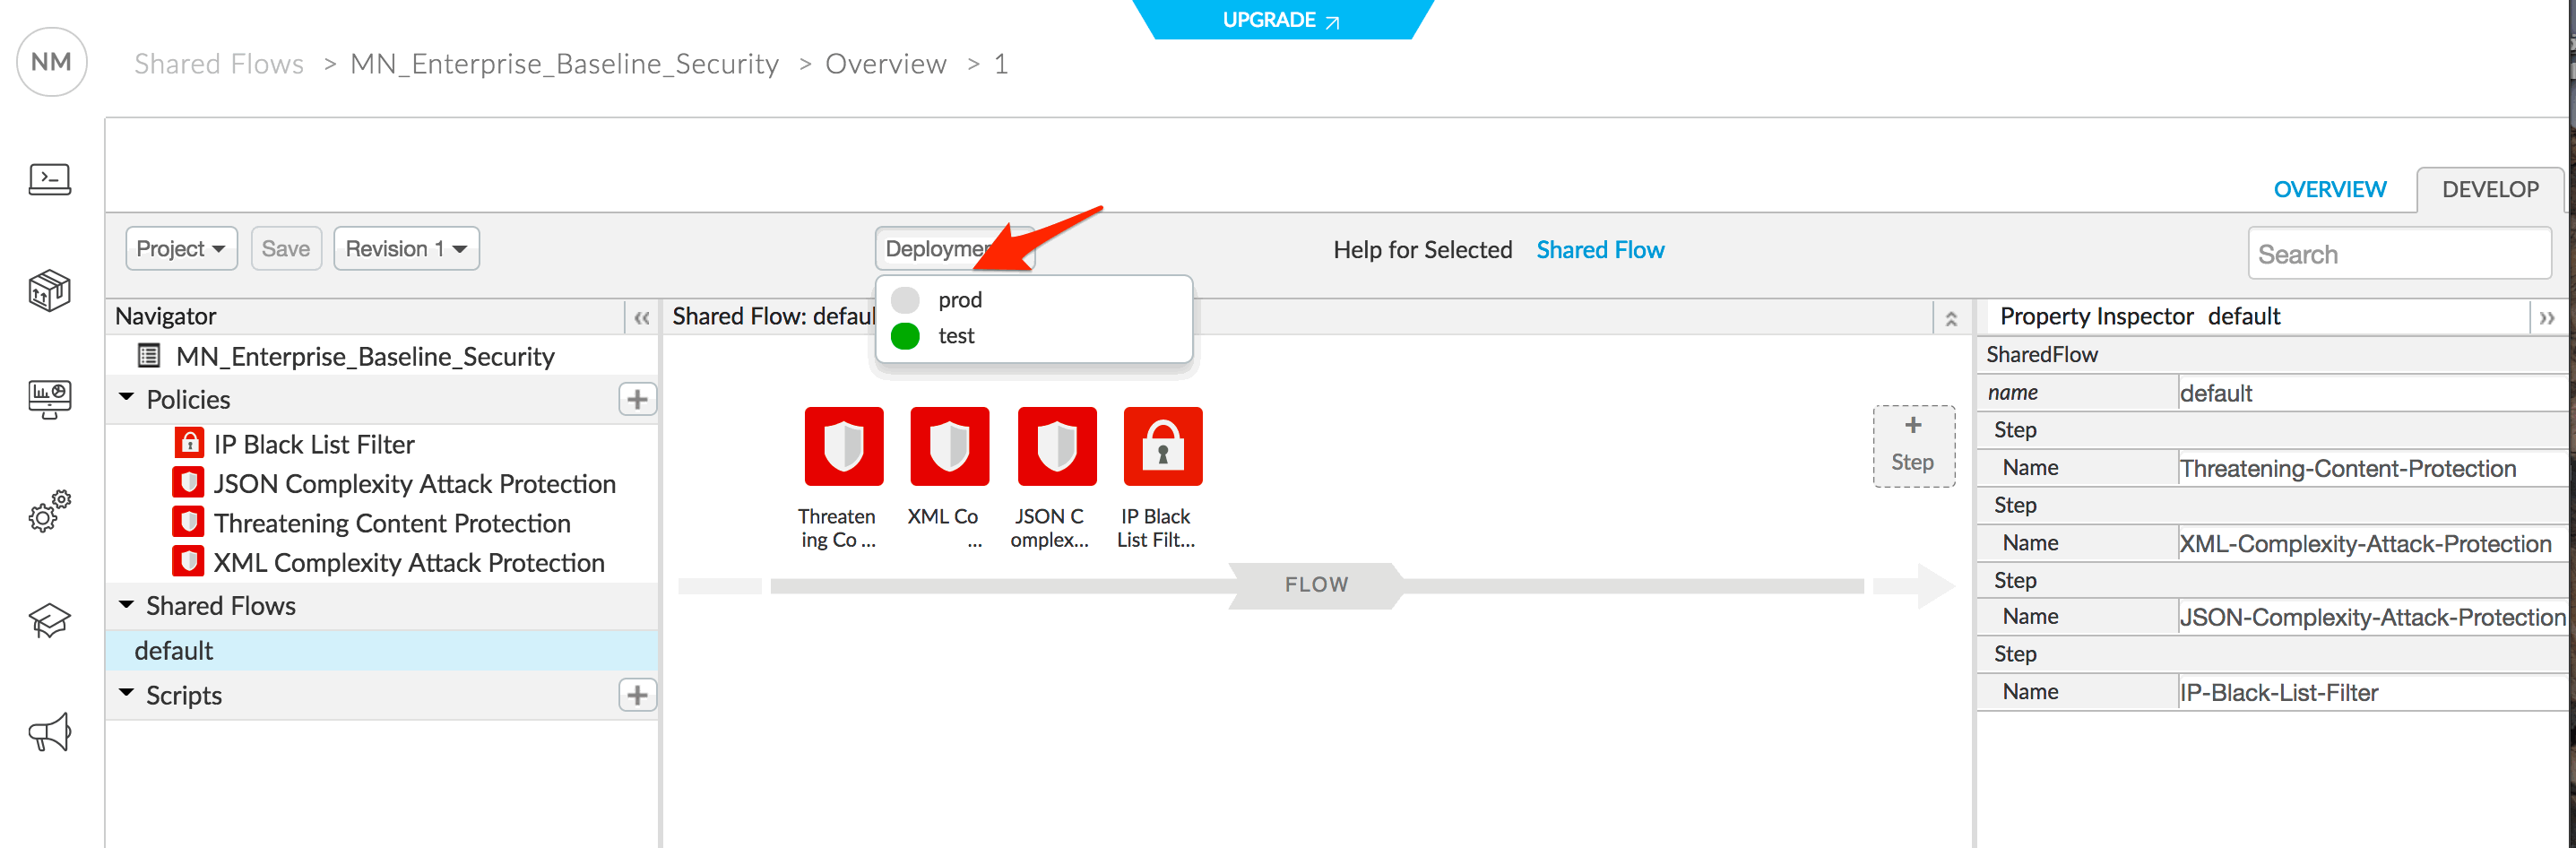 UPGRADE
NM
Shared Flows > MN_Enterprise_Baseline_Security > Overview > 1
OVERVIEW
DEVELOP
Project
Save
Revision 1
Help for Selected Shared Flow
Search
prod
test
Navigator
MN_Enterprise_Baseline_Security
Policies
IP Black List Filter
JSON Complexity Attack Protection
Threatening Content Protection
XML Complexity Attack Protection
Shared Flows
default
Scripts
Shared Flow:
Threaten
ing Co ...
XML Co
...
JSON C
omplex...
IP Black
List Filt...
+
Step
FLOW
Property Inspector default
SharedFlow
name default
Step
Name Threatening-Content-Protection
Step
Name XML-Complexity-Attack-Protection
Step
Name JSON-Complexity-Attack-Protection
Step
Name IP-Black-List-Filter